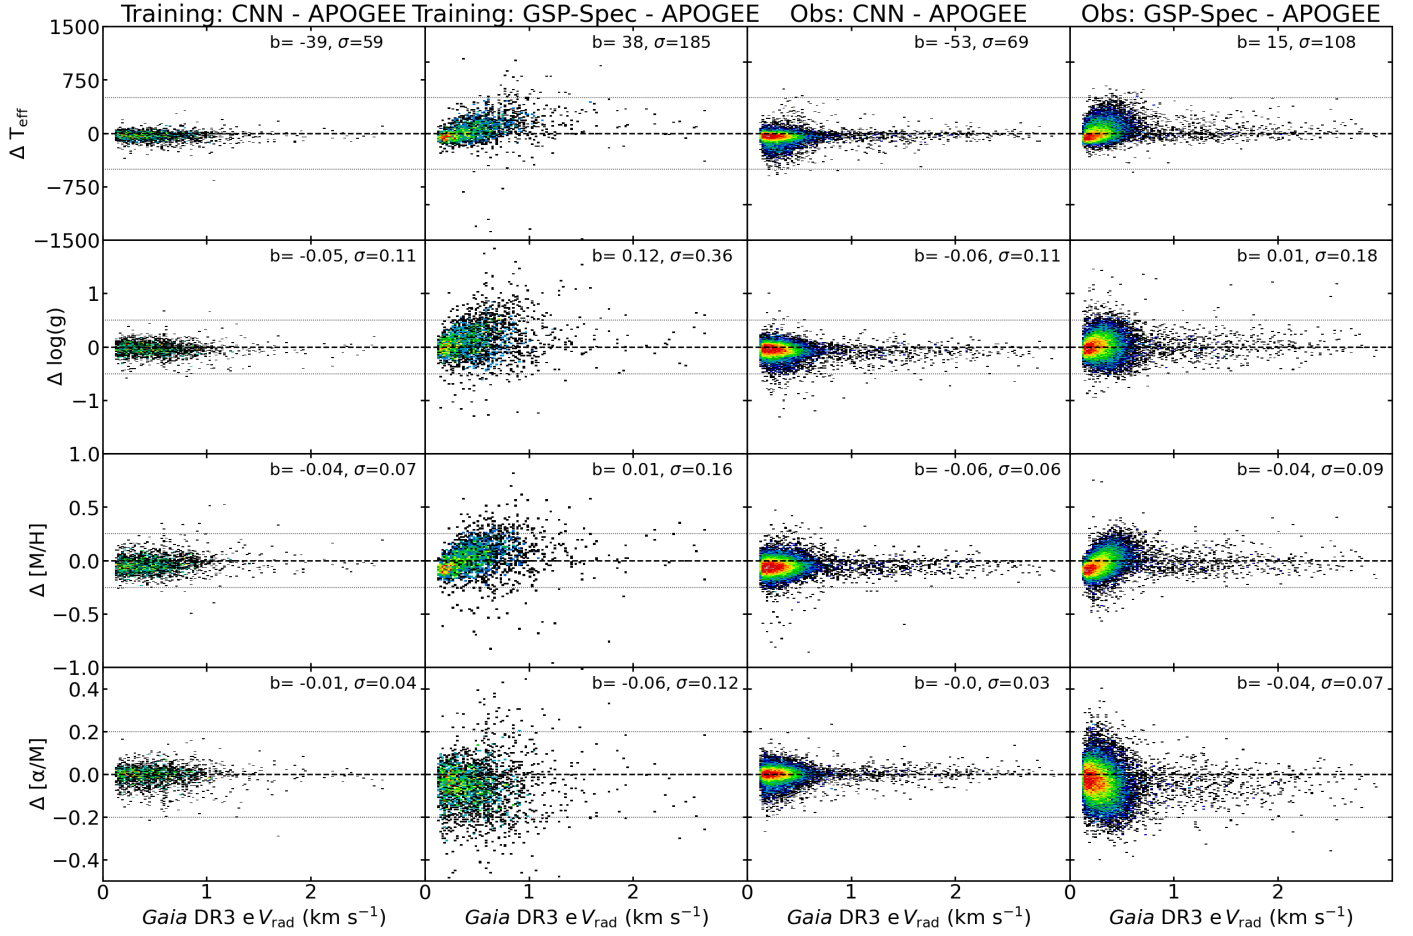 Training: CNN - APOGEE Training: GSP-Spec - APOGEE Obs: CNN - APOGEE Obs: GSP-Spec - APOGEE
1500
b= -39, σ=59 b= 38, σ=185 b= -53, σ=69 b= 15, σ=108
750
Δ Teff
0
−750
−1500
b= -0.05, σ=0.11 b= 0.12, σ=0.36 b= -0.06, σ=0.11 b= 0.01, σ=0.18
1
Δ log(g)
0
−1
1.0
b= -0.04, σ=0.07 b= 0.01, σ=0.16 b= -0.06, σ=0.06 b= -0.04, σ=0.09
0.5
Δ [M/H]
0.0
−0.5
−1.0
b= -0.01, σ=0.04 b= -0.06, σ=0.12 b= -0.0, σ=0.03 b= -0.04, σ=0.07
0.4
0.2
Δ [α/M]
0.0
−0.2
−0.4
0 1 2 0 1 2 0 1 2 0 1 2
Gaia DR3 e Vrad (km s−1) Gaia DR3 e Vrad (km s−1) Gaia DR3 e Vrad (km s−1) Gaia DR3 e Vrad (km s−1)